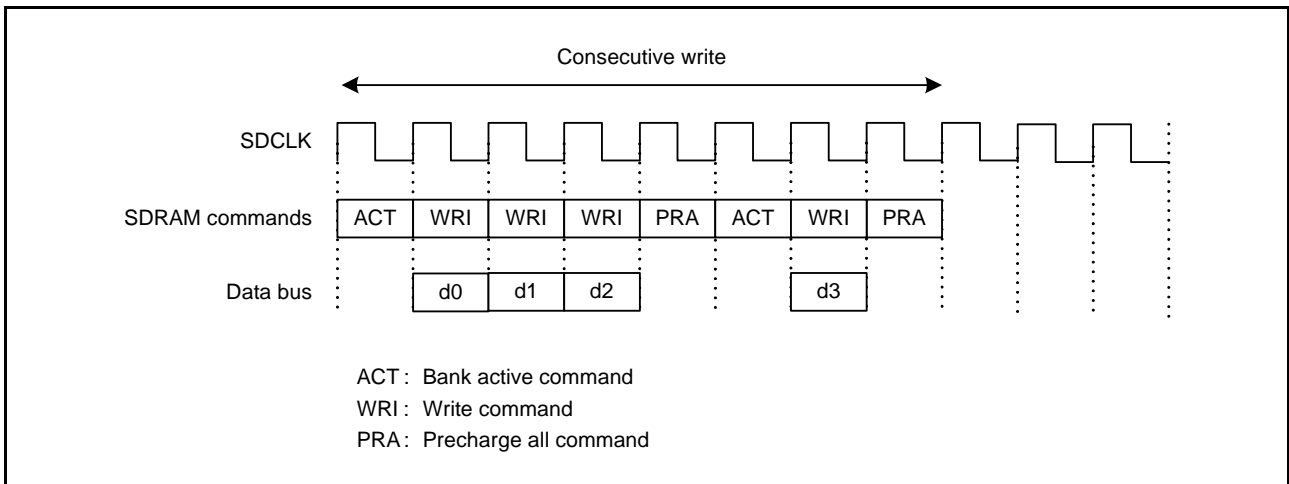 Consecutive write
SDCLK
SDRAM commands ACT WRI WRI WRI PRA ACT WRI PRA
Data bus d0 d1 d2 d3
ACT : Bank active command
WRI : Write command
PRA : Precharge all command